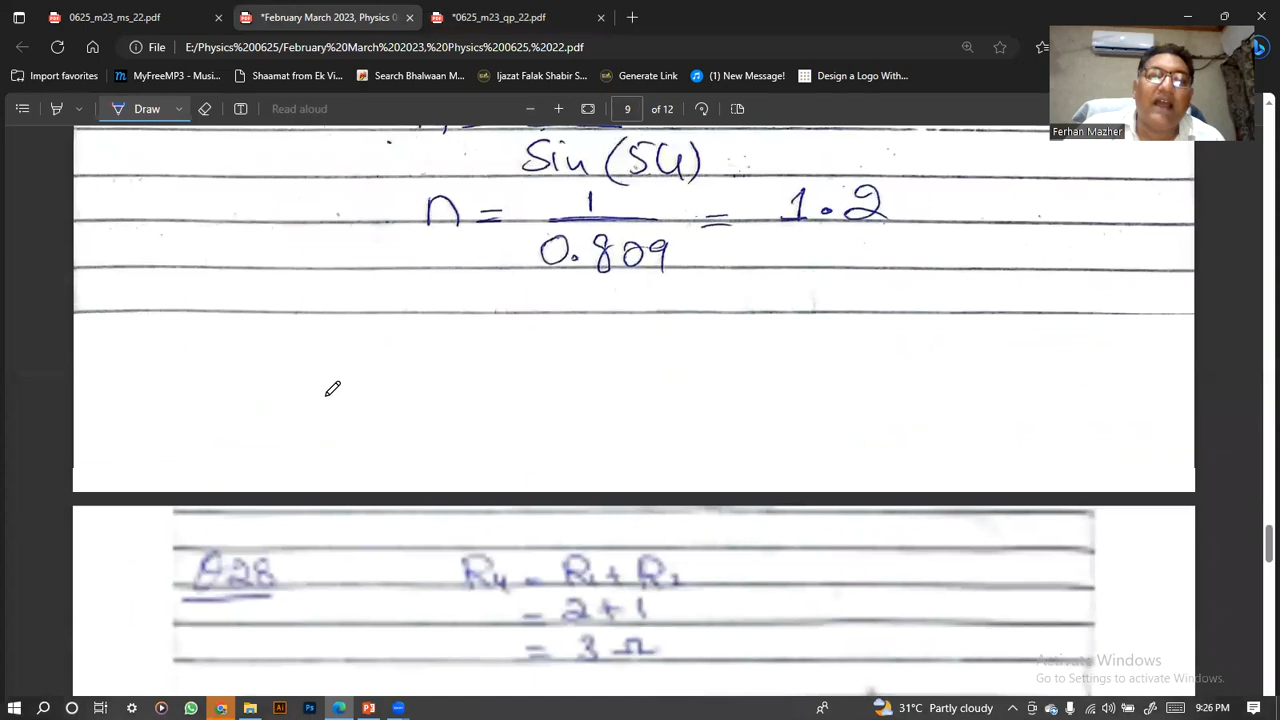 0625_m23_ms_22.pdf
*February March 2023, Physics 0
*0625_m23_qp_22.pdf
File
E:/Physics%200625/February%20March%202023,%20Physics%200625,%2022.pdf
Import favorites
MyFreeMP3 - Musi...
Shaamat from Ek Vi...
Search Bhalwaan M...
Ijazat Falak Shabir S...
Generate Link
(1) New Message!
Design a Logo With...
Draw
Read aloud
9 of 12
Ferhan Mazher
Sin (54)
n = 1 / 0.809 = 1.2
Q28
R4 = R1 + R2
= 2 + 1
= 3 Ω
Activate Windows
Go to Settings to activate Windows.
31°C Partly cloudy
9:26 PM